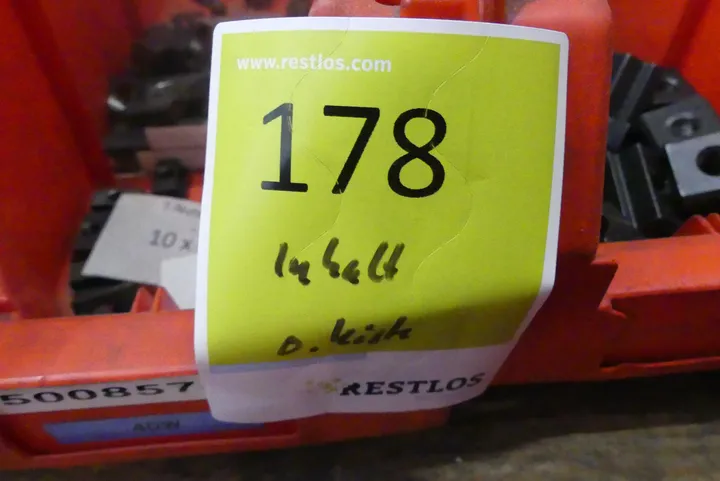 www.restlos.com
178
Inhalt
o. Kiste
RESTLOS
10 x
500857